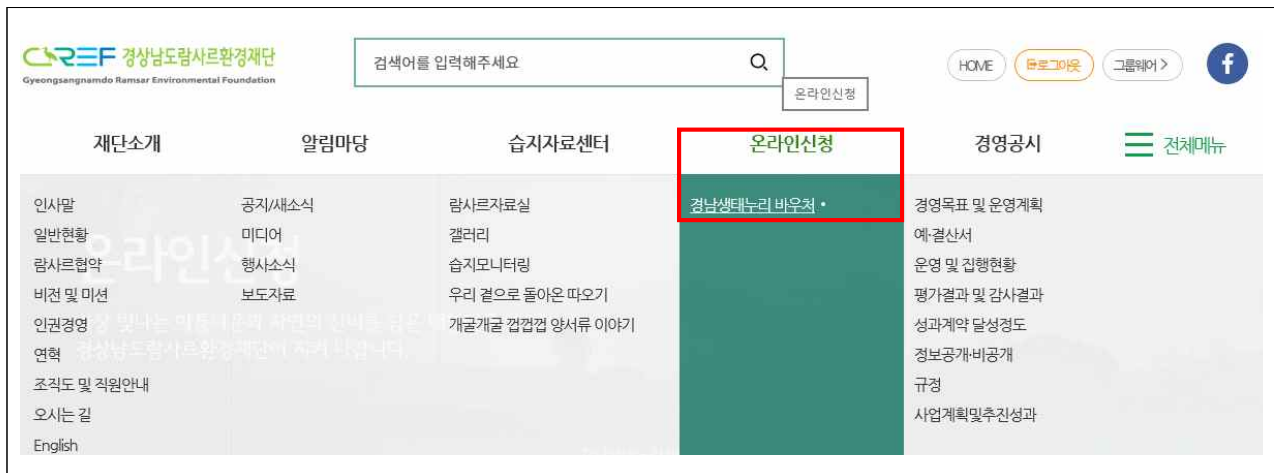 CREF 경상남도람사르환경재단
Gyeongsangnamdo Ramsar Environmental Foundation
검색어를 입력해주세요
온라인신청
HOME
로그아웃
그룹웨어 >
f
재단소개
알림마당
습지자료센터
온라인신청
경영공시
전체메뉴
인사말
일반현황
람사르협약
비전 및 미션
인권경영
연혁
조직도 및 직원안내
오시는 길
English
공지/새소식
미디어
행사소식
보도자료
람사르자료실
갤러리
습지모니터링
우리 곁으로 돌아온 따오기
개굴개굴 껍껍껍 양서류 이야기
경남생태누리 바우처 •
경영목표 및 운영계획
예·결산서
운영 및 집행현황
평가결과 및 감사결과
성과계약 달성정도
정보공개·비공개
규정
사업계획및추진성과
온라인신청